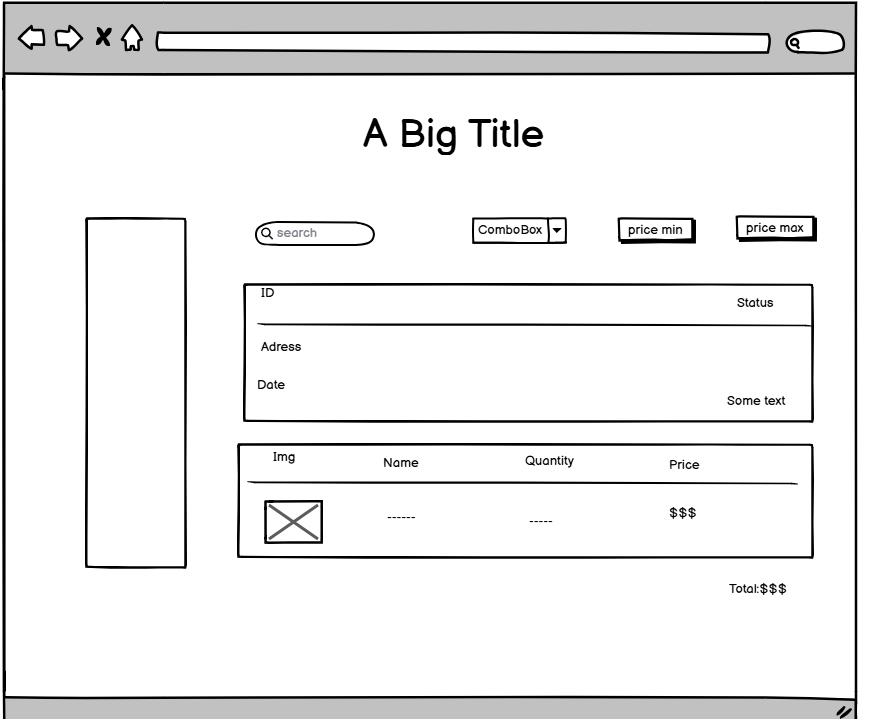 A Big Title
search
ComboBox
price min
price max
ID
Status
Adress
Date
Some text
Img
Name
Quantity
Price
------
-----
$$$
Total:$$$